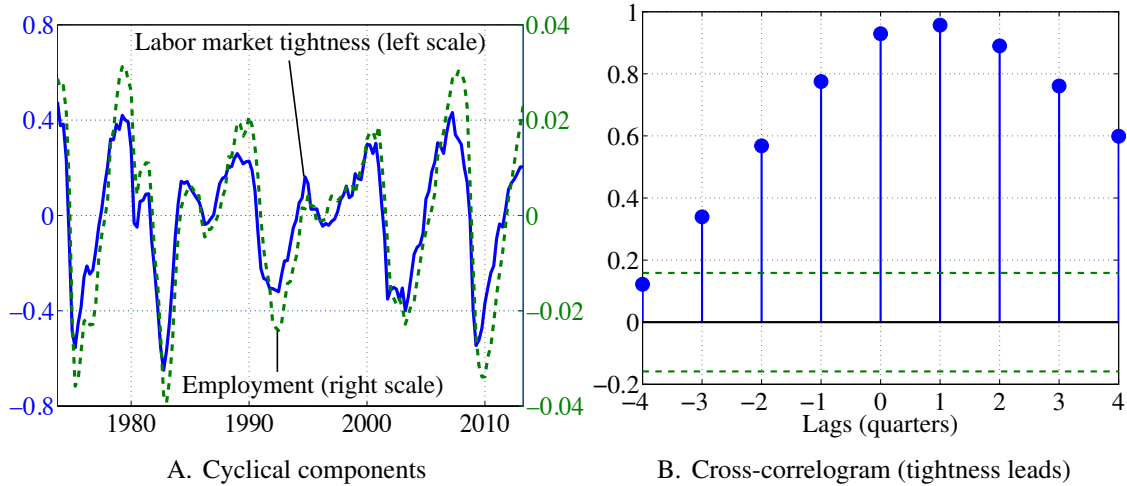 0.8
0.4
0
−0.4
−0.8
0.04
0.02
0
−0.02
−0.04
Labor market tightness (left scale)
Employment (right scale)
1980 1990 2000 2010
A. Cyclical components
1
0.8
0.6
0.4
0.2
0
−0.2
−4 −3 −2 −1 0 1 2 3 4
Lags (quarters)
B. Cross-correlogram (tightness leads)